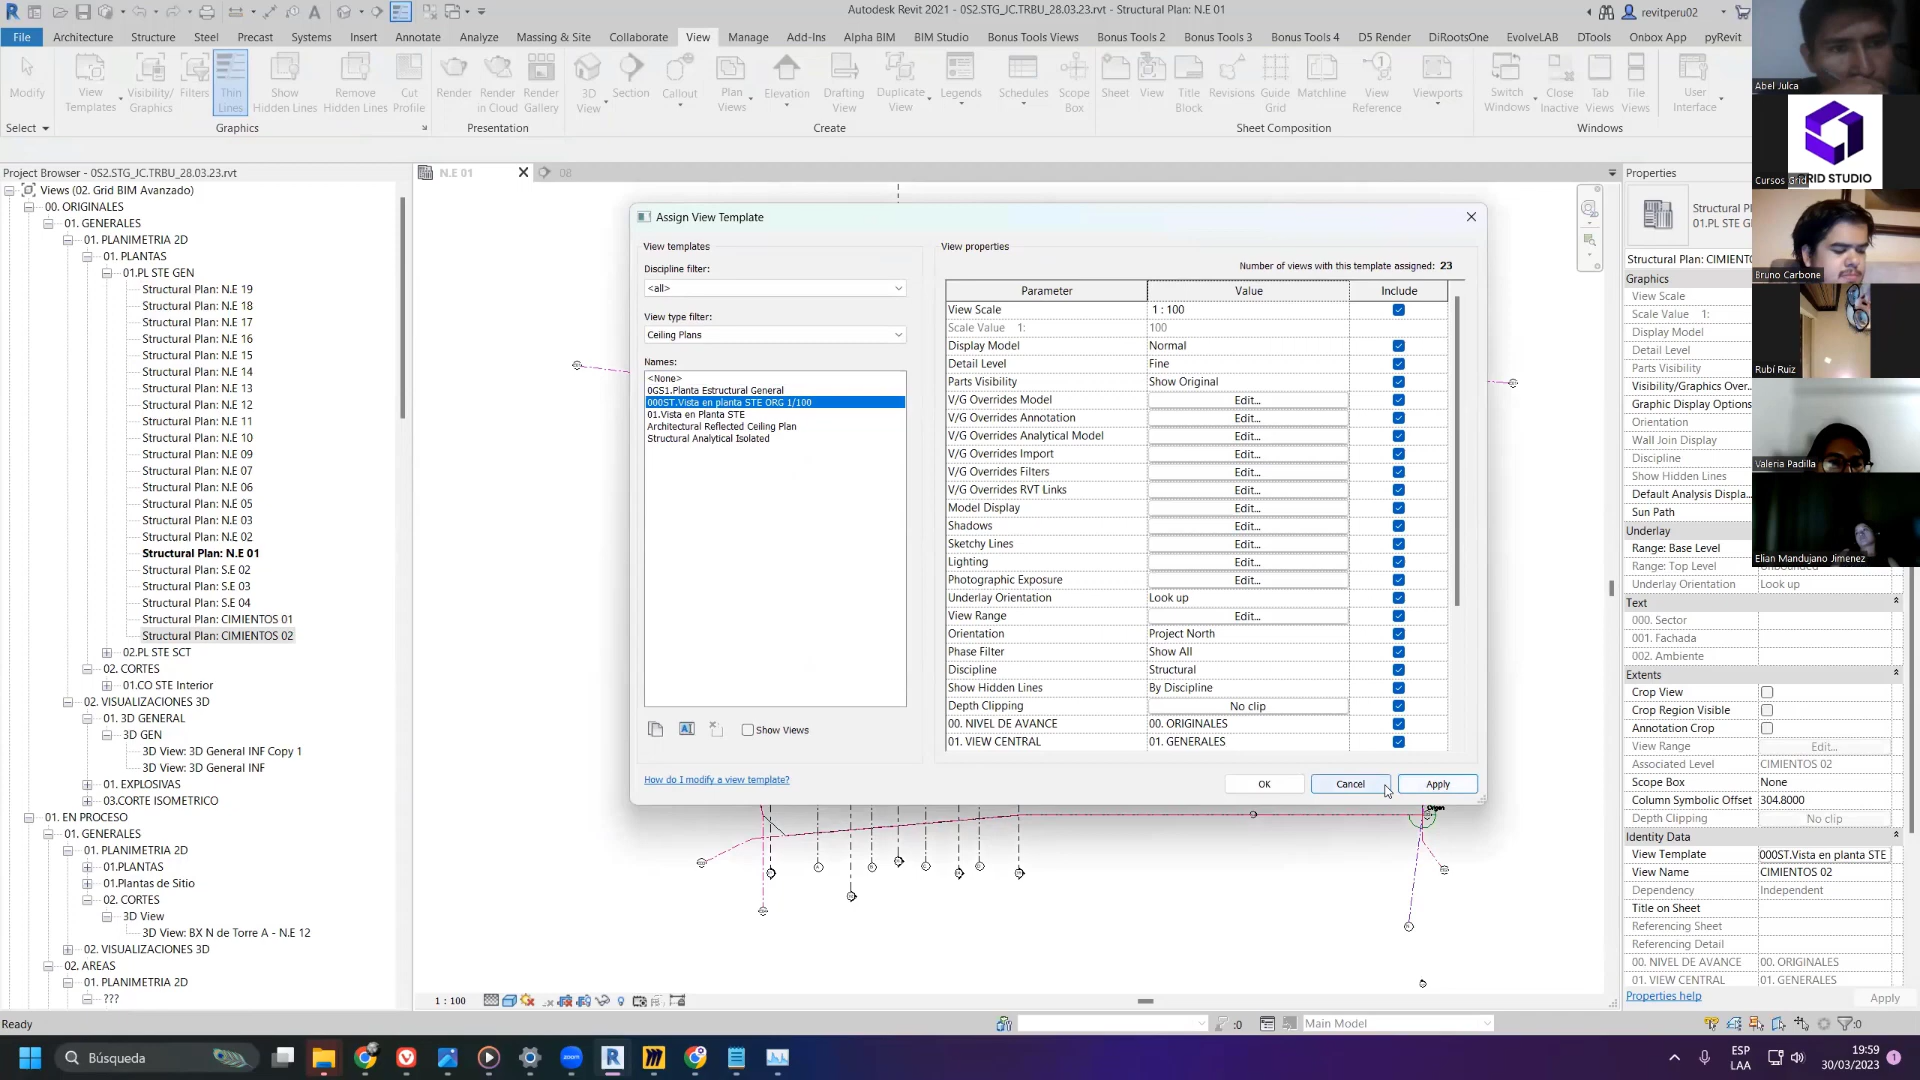 Autodesk Revit 2021 - 0S2.STG_JC.TRBU_28.03.23.rvt - Structural Plan: N.E 01
revitperu02
File Architecture Structure Steel Precast Systems Insert Annotate Analyze Massing & Site Collaborate View Manage Add-Ins Alpha BIM BIM Studio Bonus Tools Views Bonus Tools 2 Bonus Tools 3 Bonus Tools 4 D5 Render DiRootsOne EvolveLAB DTools Onbox App pyRevit
Modify View Templates Visibility/ Graphics Filters Thin Lines Show Hidden Lines Remove Hidden Lines Cut Profile Render Render in Cloud Render Gallery 3D View Section Callout Plan Views Elevation Drafting View Duplicate View Legends Schedules Scope Box Sheet View Title Block Revisions Guide Grid Matchline View Reference Viewports Switch Windows Close Inactive Tab Views Tile Views User Interface
Select Graphics Presentation Create Sheet Composition Windows
Project Browser - 0S2.STG_JC.TRBU_28.03.23.rvt
Views (02. Grid BIM Avanzado)
00. ORIGINALES
01. GENERALES
01. PLANIMETRIA 2D
01. PLANTAS
01.PL STE GEN
Structural Plan: N.E 19
Structural Plan: N.E 18
Structural Plan: N.E 17
Structural Plan: N.E 16
Structural Plan: N.E 15
Structural Plan: N.E 14
Structural Plan: N.E 13
Structural Plan: N.E 12
Structural Plan: N.E 11
Structural Plan: N.E 10
Structural Plan: N.E 09
Structural Plan: N.E 07
Structural Plan: N.E 06
Structural Plan: N.E 05
Structural Plan: N.E 03
Structural Plan: N.E 02
Structural Plan: N.E 01
Structural Plan: S.E 02
Structural Plan: S.E 03
Structural Plan: S.E 04
Structural Plan: CIMIENTOS 01
Structural Plan: CIMIENTOS 02
02.PL STE SCT
02. CORTES
01.CO STE Interior
02. VISUALIZACIONES 3D
01. 3D GENERAL
3D GEN
3D View: 3D General INF Copy 1
3D View: 3D General INF
01. EXPLOSIVAS
03.CORTE ISOMETRICO
01. EN PROCESO
01. GENERALES
01. PLANIMETRIA 2D
01.PLANTAS
01.Plantas de Sitio
02. CORTES
3D View
3D View: BX N de Torre A - N.E 12
02. VISUALIZACIONES 3D
02. AREAS
01. PLANIMETRIA 2D
???
N.E 01
08
Assign View Template
View templates
Discipline filter:
<all>
View type filter:
Ceiling Plans
Names:
<None>
0GS1.Planta Estructural General
000ST.Vista en planta STE ORG 1/100
01.Vista en Planta STE
Architectural Reflected Ceiling Plan
Structural Analytical Isolated
Show Views
How do I modify a view template?
View properties
Number of views with this template assigned: 23
Parameter Value Include
View Scale 1 : 100
Scale Value 1: 100
Display Model Normal
Detail Level Fine
Parts Visibility Show Original
V/G Overrides Model Edit...
V/G Overrides Annotation Edit...
V/G Overrides Analytical Model Edit...
V/G Overrides Import Edit...
V/G Overrides Filters Edit...
V/G Overrides RVT Links Edit...
Model Display Edit...
Shadows Edit...
Sketchy Lines Edit...
Lighting Edit...
Photographic Exposure Edit...
Underlay Orientation Look up
View Range Edit...
Orientation Project North
Phase Filter Show All
Discipline Structural
Show Hidden Lines By Discipline
Depth Clipping No clip
00. NIVEL DE AVANCE 00. ORIGINALES
01. VIEW CENTRAL 01. GENERALES
OK Cancel Apply
Origen
1 : 100
Properties
Structural Pl
01.PL STE G
Structural Plan: CIMIENTO
Graphics
View Scale
Scale Value 1:
Display Model
Detail Level
Parts Visibility
Visibility/Graphics Over...
Graphic Display Options
Orientation
Wall Join Display
Discipline
Show Hidden Lines
Default Analysis Displa...
Sun Path
Underlay
Range: Base Level
Range: Top Level Unbounded
Underlay Orientation Look up
Text
000. Sector
001. Fachada
002. Ambiente
Extents
Crop View
Crop Region Visible
Annotation Crop
View Range Edit...
Associated Level CIMIENTOS 02
Scope Box None
Column Symbolic Offset 304.8000
Depth Clipping No clip
Identity Data
View Template 000ST.Vista en planta STE
View Name CIMIENTOS 02
Dependency Independent
Title on Sheet
Referencing Sheet
Referencing Detail
00. NIVEL DE AVANCE 00. ORIGINALES
01. VIEW CENTRAL 01. GENERALES
Properties help Apply
Abel Julca
GRID STUDIO
Cursos Grid
Bruno Carbone
Rubí Ruiz
Valeria Padilla
Elian Mandujano Jimenez
Ready
:0
Main Model
:0
Búsqueda
zoom
ESP
LAA
19:59
30/03/2023
1